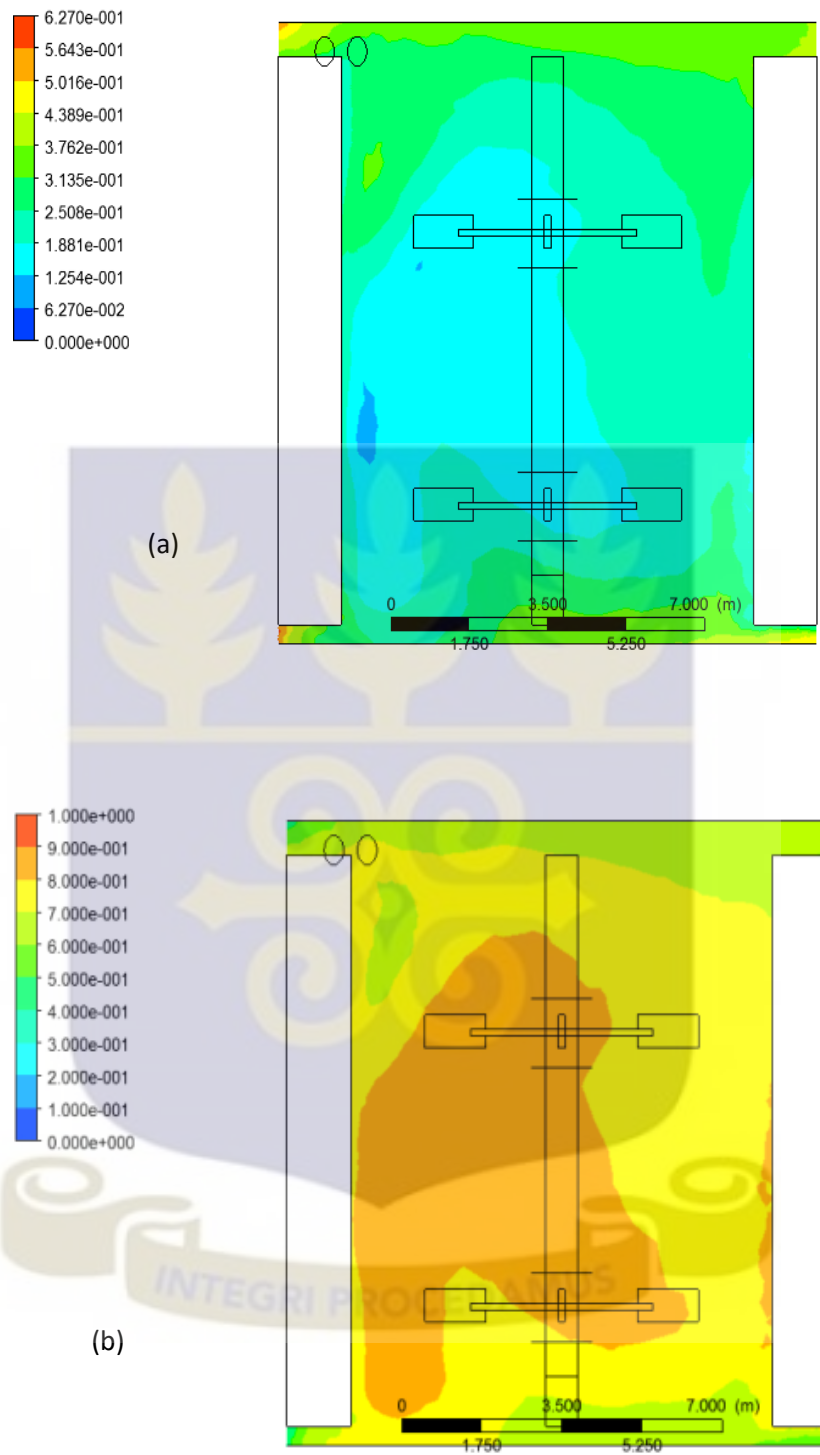 6.270e-001
5.643e-001
5.016e-001
4.389e-001
3.762e-001
3.135e-001
2.508e-001
1.881e-001
1.254e-001
6.270e-002
0.000e+000
(a)
0 3.500 7.000 (m)
1.750 5.250
1.000e+000
9.000e-001
8.000e-001
7.000e-001
6.000e-001
5.000e-001
4.000e-001
3.000e-001
2.000e-001
1.000e-001
0.000e+000
INTEGRI PROCEDAMUS
(b)
0 3.500 7.000 (m)
1.750 5.250